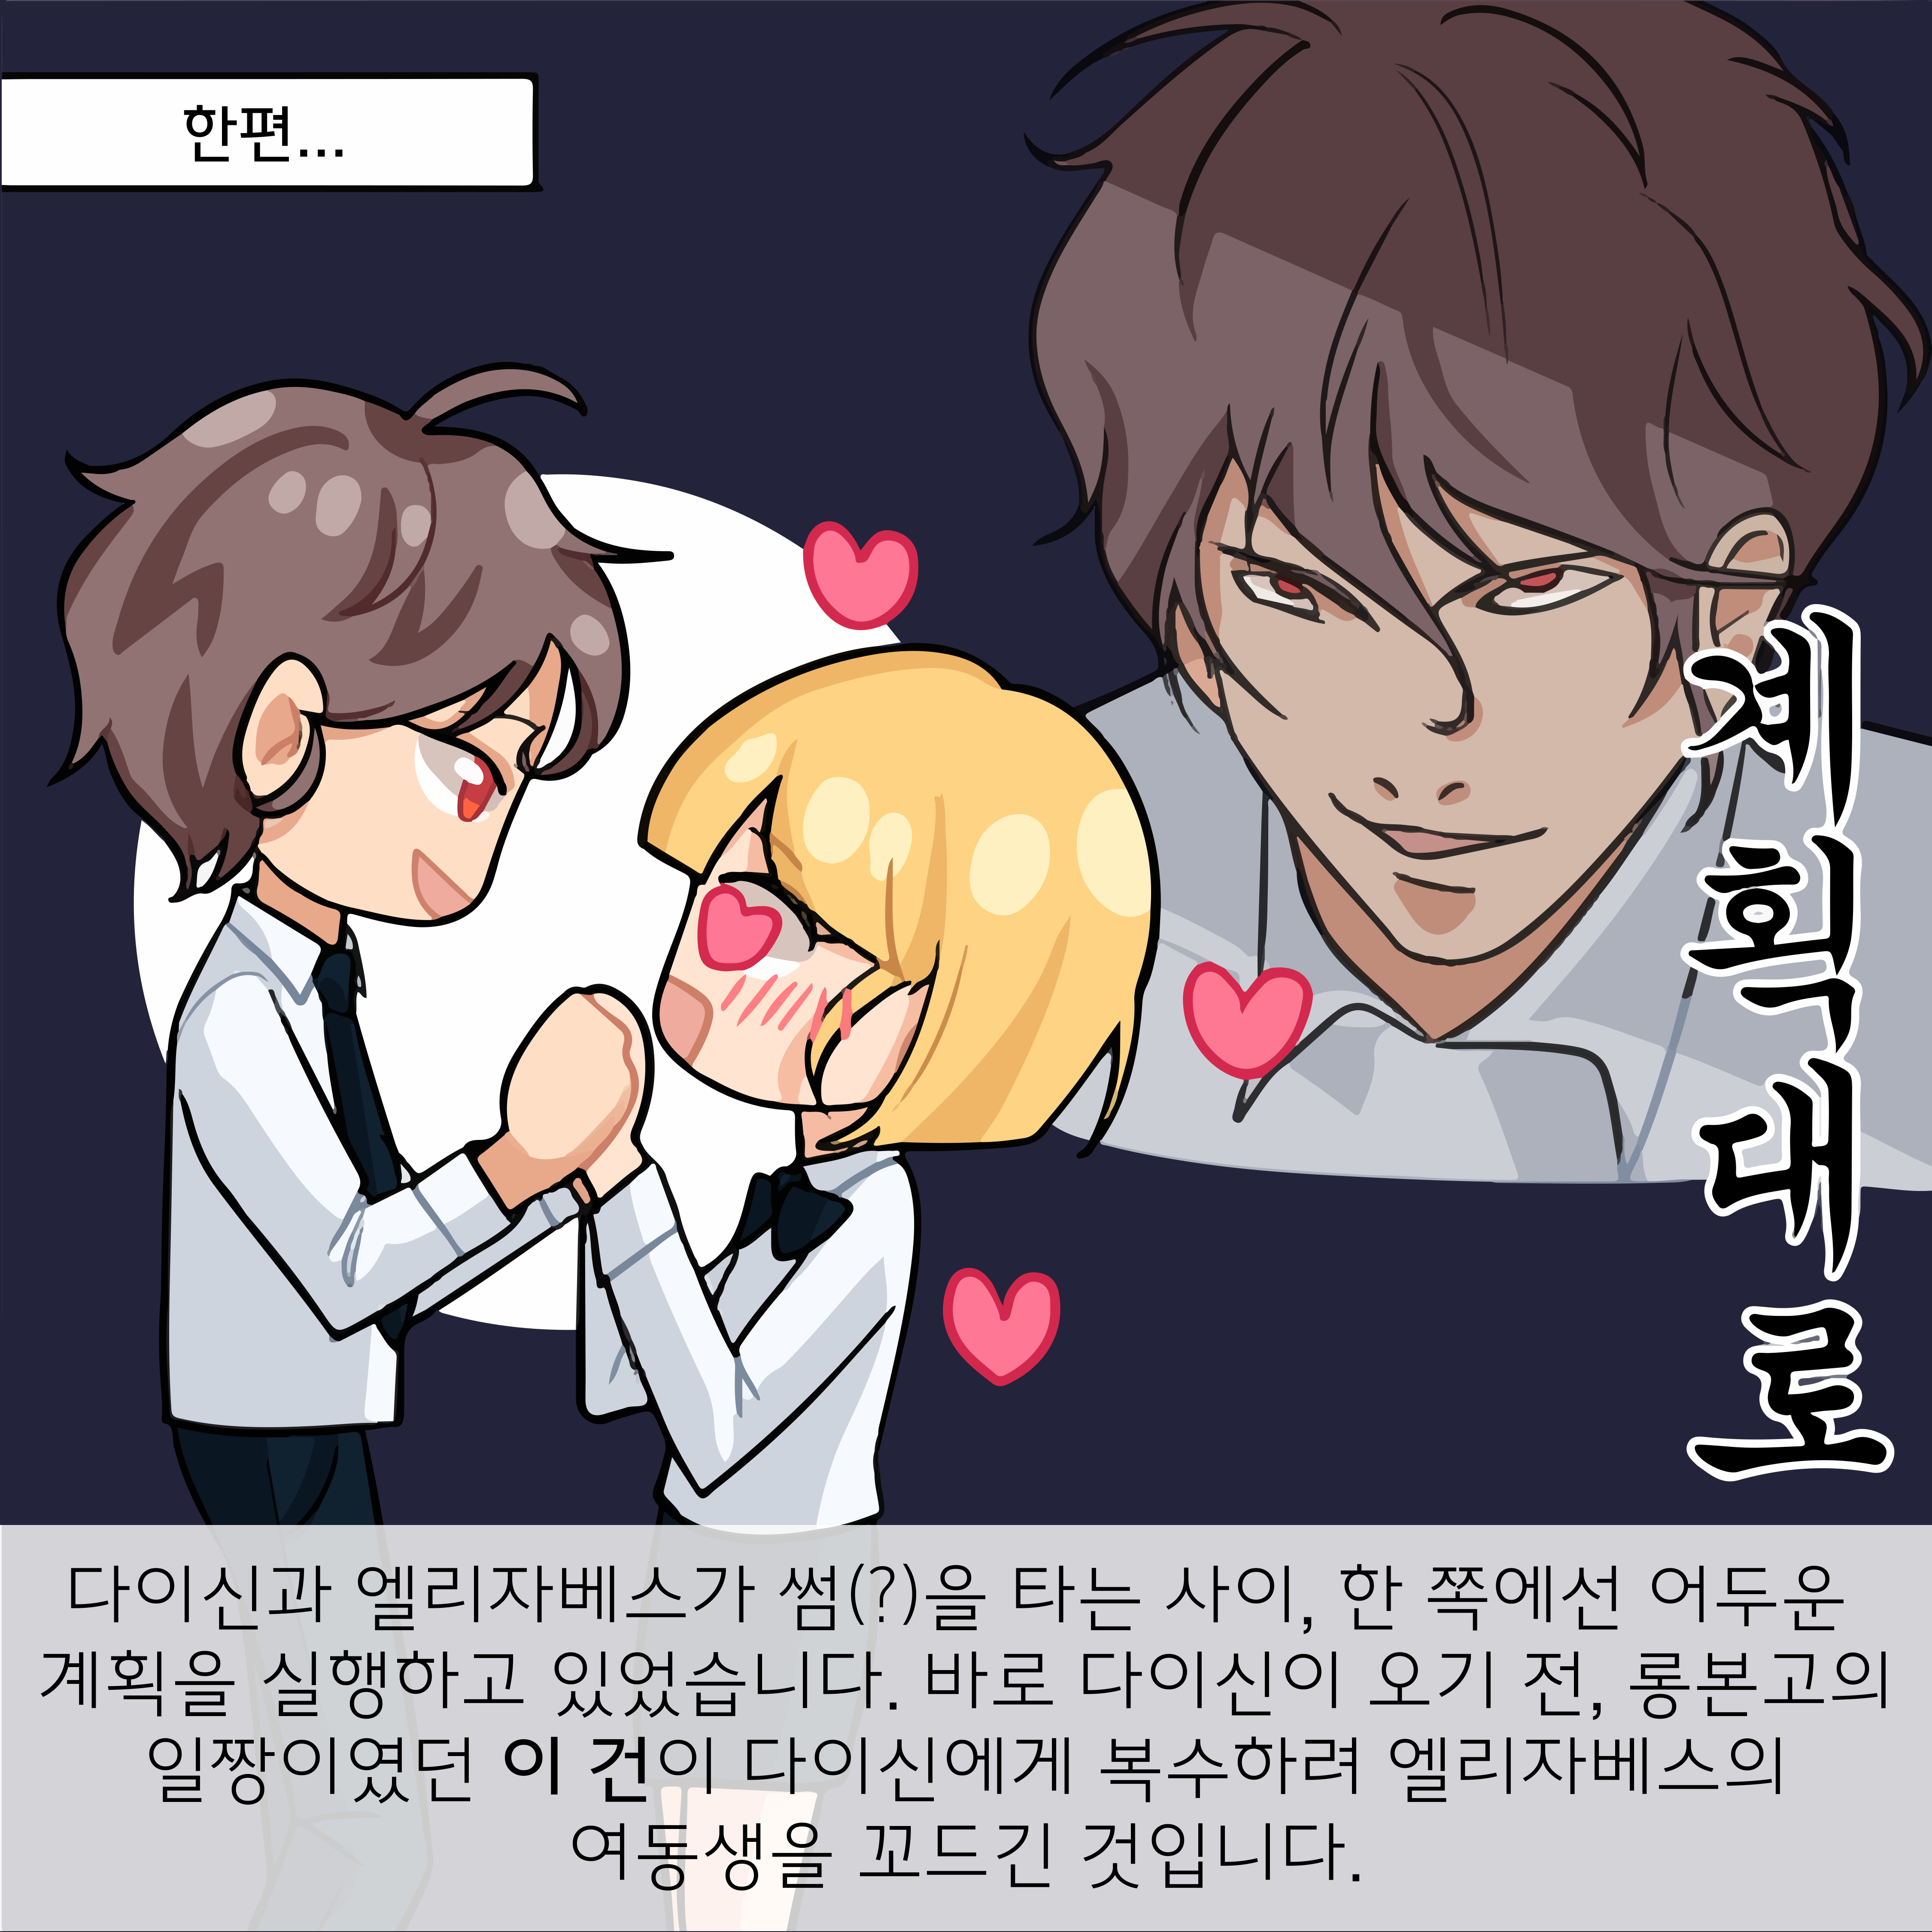 한편...
계획대로
다이신과 엘리자베스가 썸(?)을 타는 사이, 한 쪽에선 어두운
계획을 실행하고 있었습니다. 바로 다이신이 오기 전, 롱본고의
일짱이였던 이 건이 다이신에게 복수하려 엘리자베스의
여동생을 꼬드긴 것입니다.